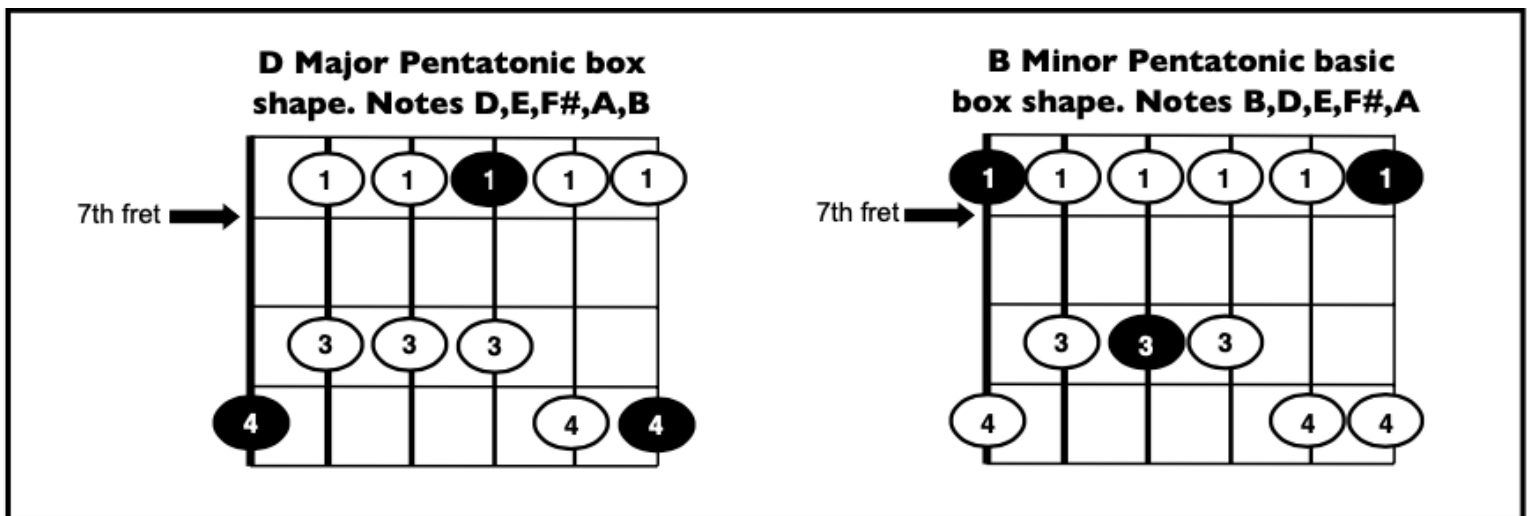 D Major Pentatonic box
shape. Notes D,E,F#,A,B
1 1 1 1 1
7th fret
3 3 3
4 4 4
B Minor Pentatonic basic
box shape. Notes B,D,E,F#,A
1 1 1 1 1 1
7th fret
3 3 3
4 4 4